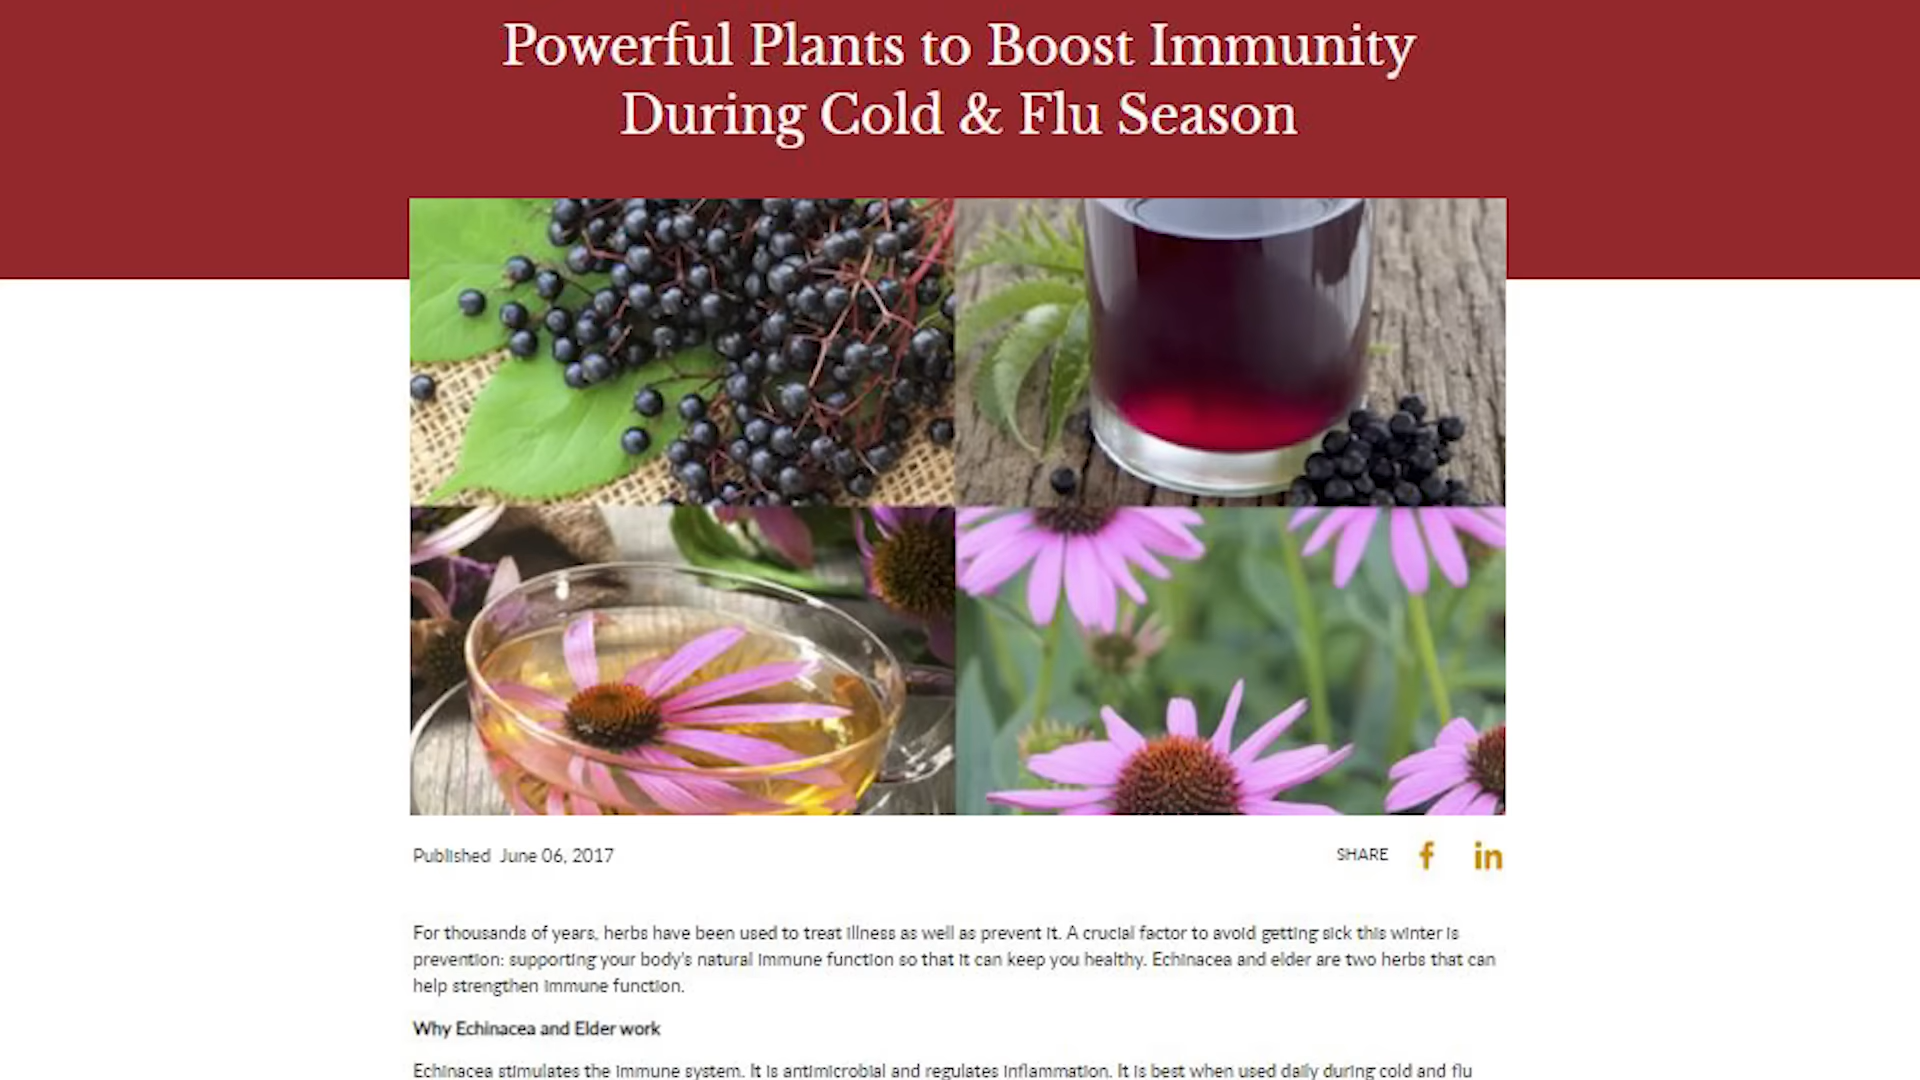 Powerful Plants to Boost Immunity
During Cold & Flu Season
Published June 06, 2017
SHARE
For thousands of years, herbs have been used to treat illness as well as prevent it. A crucial factor to avoid getting sick this winter is
prevention: supporting your body's natural immune function so that it can keep you healthy. Echinacea and elder are two herbs that can
help strengthen immune function.
Why Echinacea and Elder work
Echinacea stimulates the immune system. It is antimicrobial and regulates inflammation. It is best when used daily during cold and flu